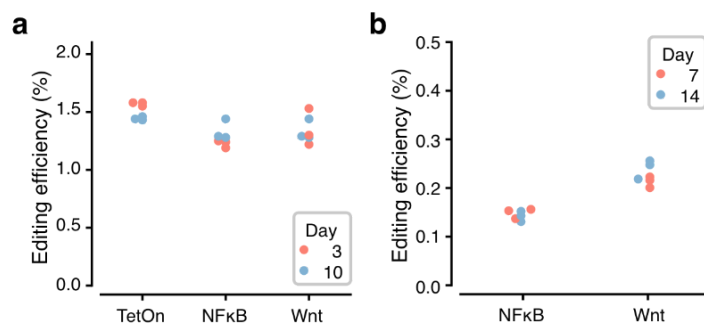 a
Editing efficiency (%)
2.0
1.5
1.0
0.5
0.0
TetOn NFκB Wnt
Day
3
10
b
Editing efficiency (%)
0.5
0.4
0.3
0.2
0.1
0.0
NFκB Wnt
Day
7
14